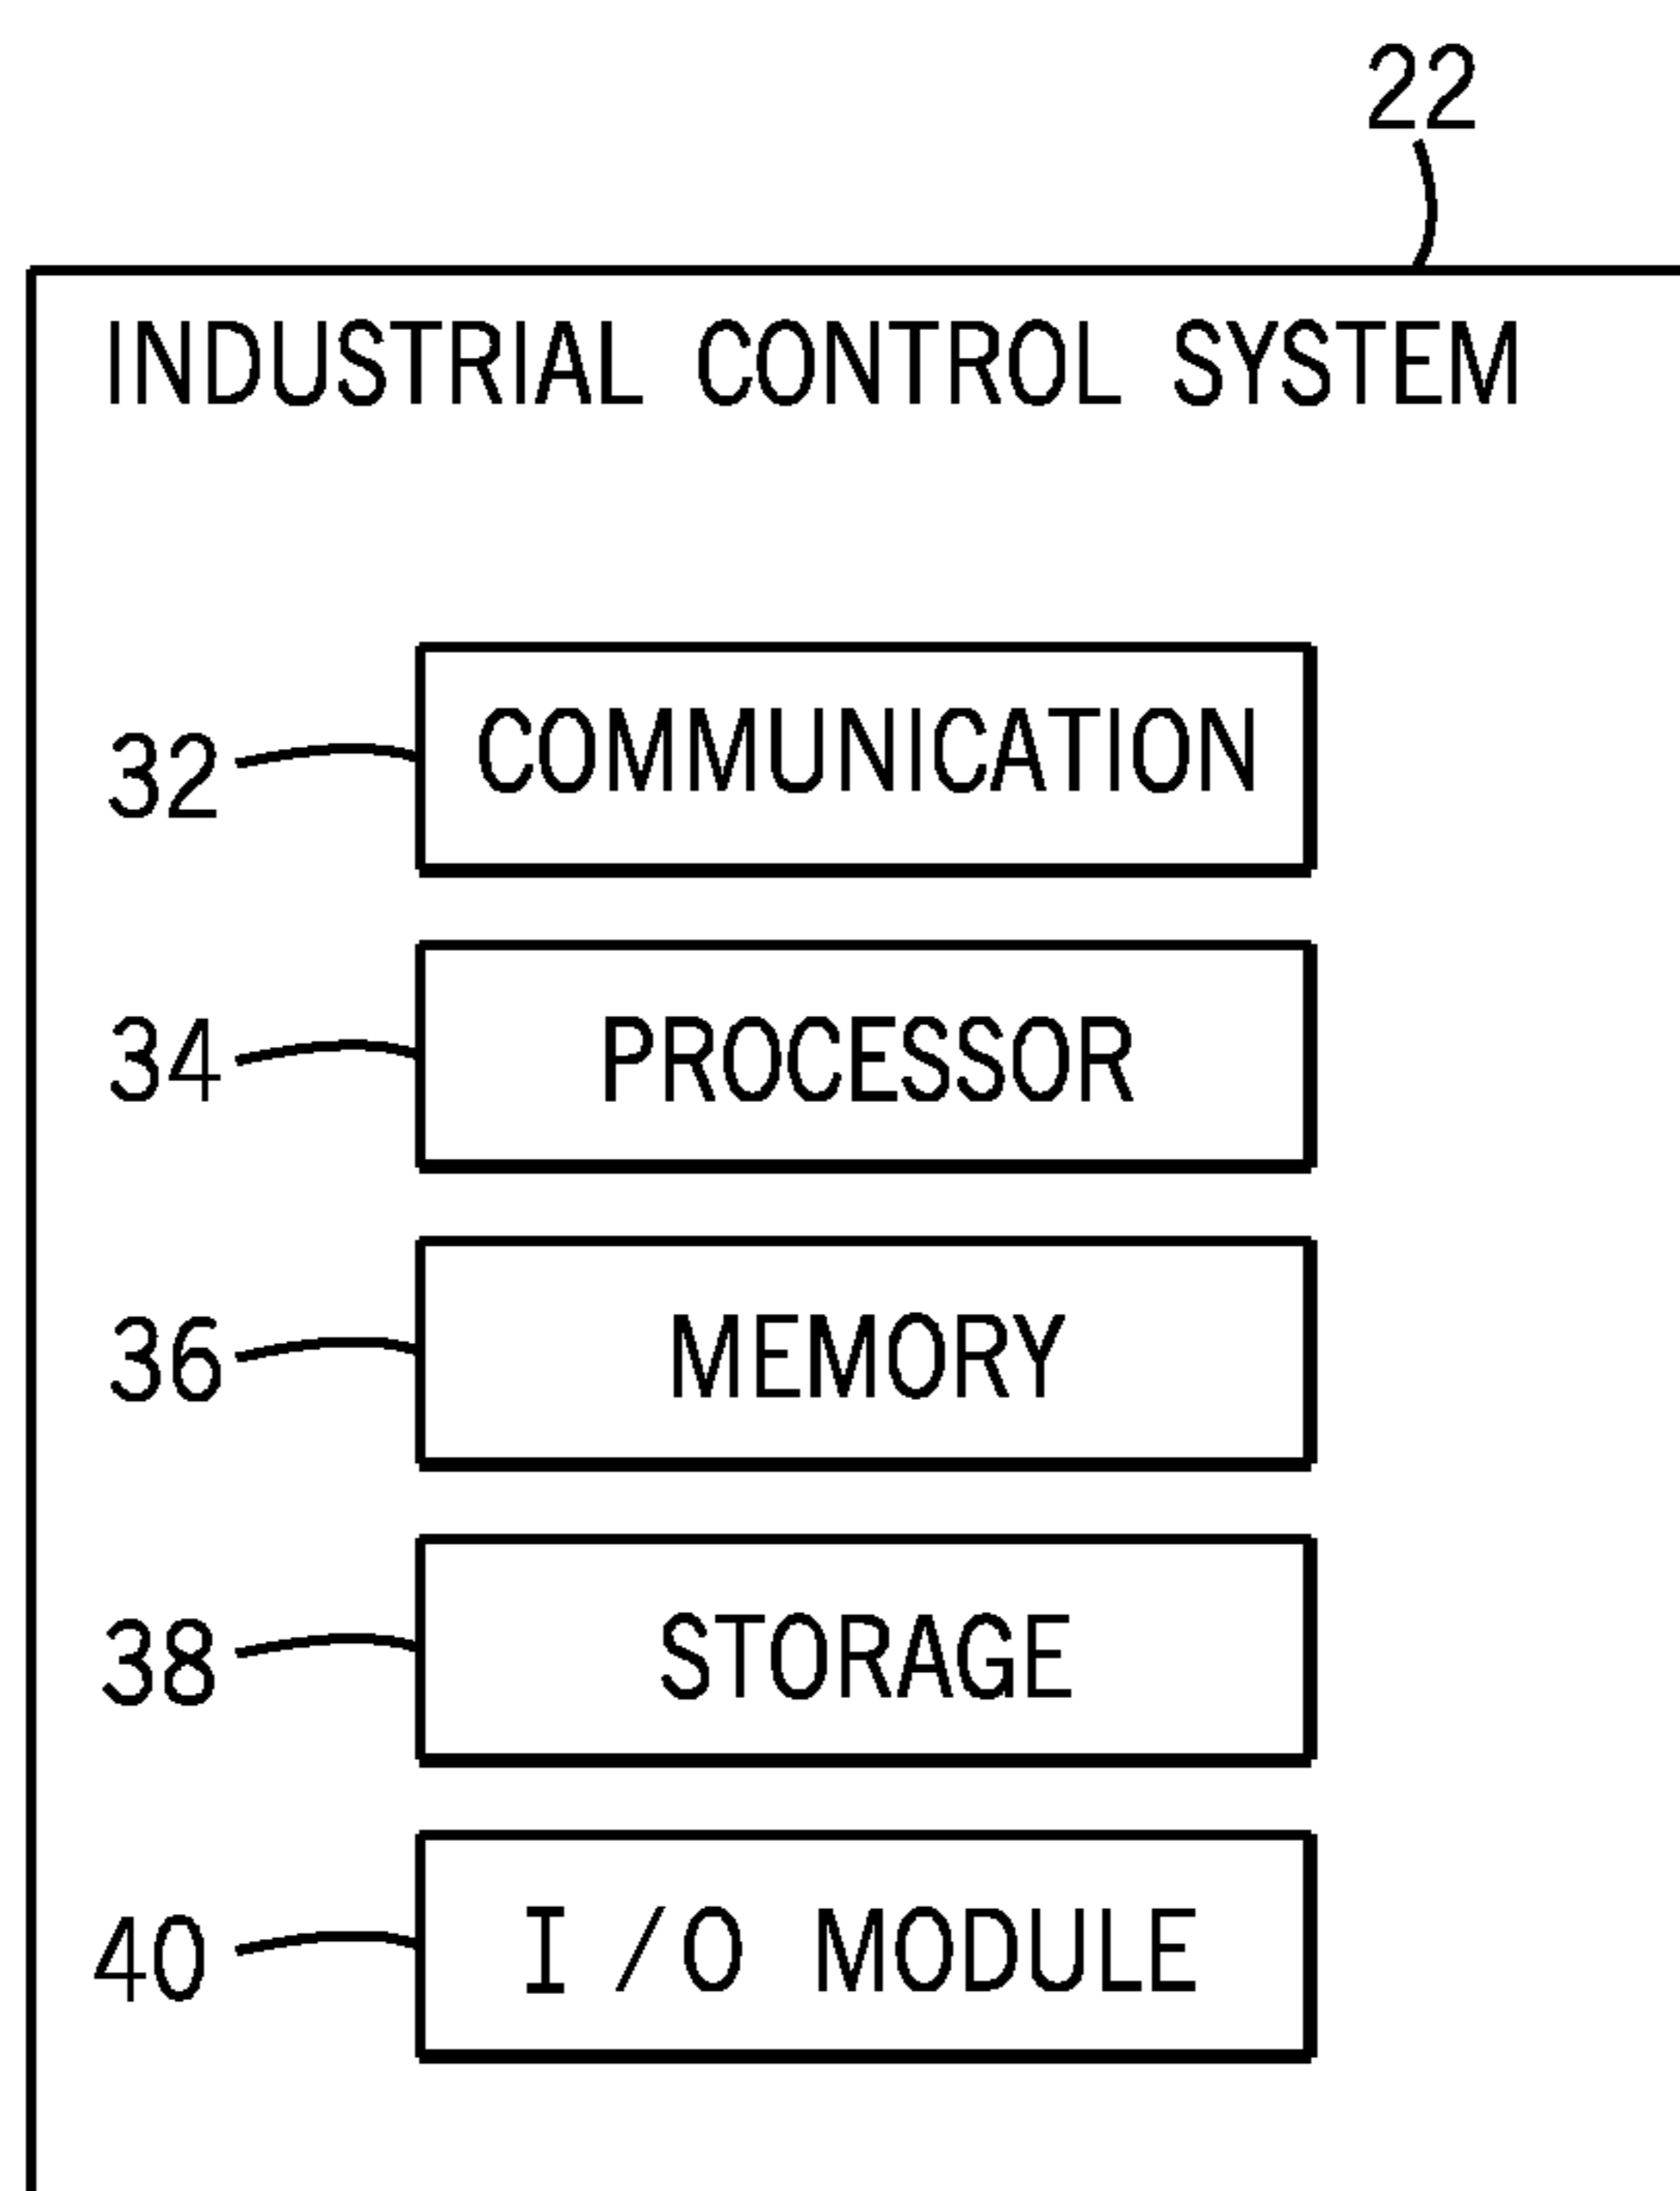 22
INDUSTRIAL CONTROL SYSTEM
32 COMMUNICATION
34 PROCESSOR
36 MEMORY
38 STORAGE
40 I/O MODULE